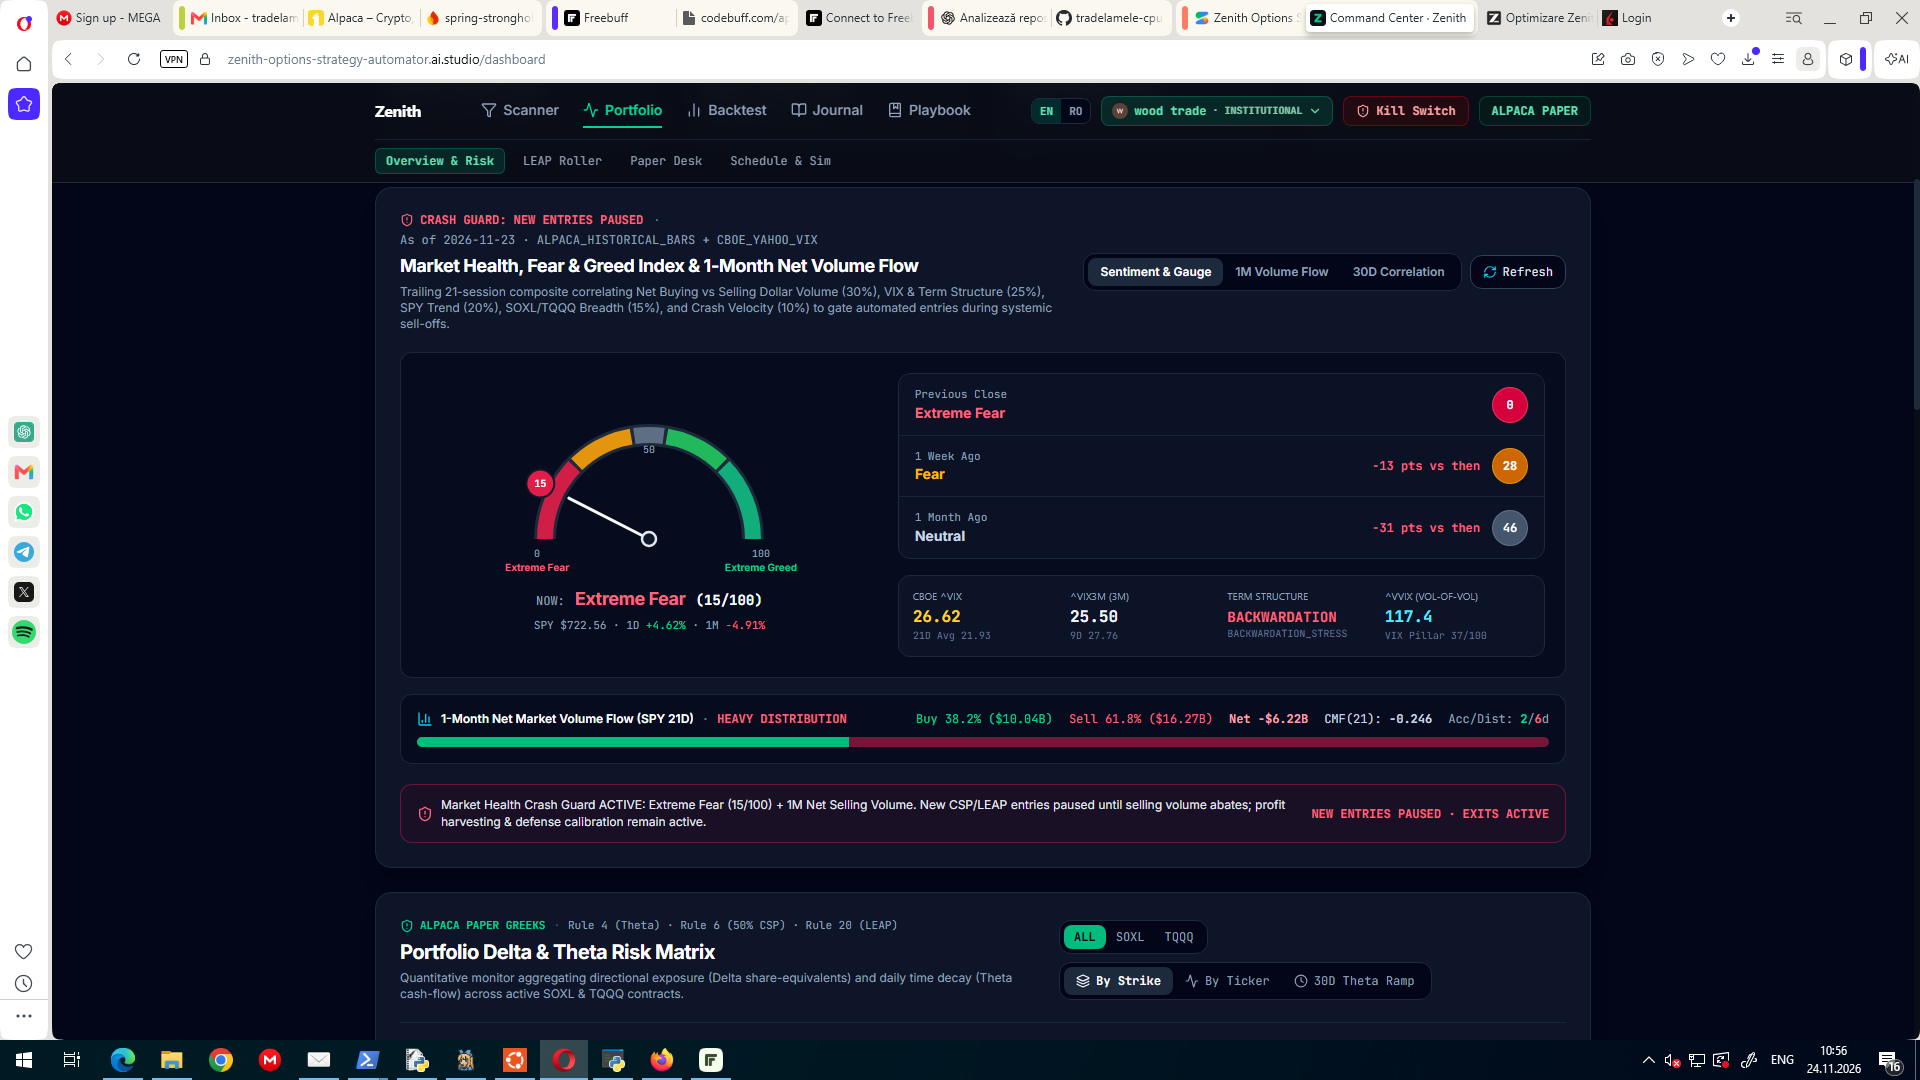 Sign up - MEGA
Inbox - tradelam
Alpaca – Crypto,
spring-strongho
Freebuff
codebuff.com/ap
Connect to Free
Analizează repos
tradelamele-cpu
Zenith Options S
Command Center · Zenith
Optimizare Zeni
Login
VPN
zenith-options-strategy-automator.ai.studio/dashboard
AI
Zenith
Scanner
Portfolio
Backtest
Journal
Playbook
EN RO
w wood trade · INSTITUTIONAL
Kill Switch
ALPACA PAPER
Overview & Risk
LEAP Roller
Paper Desk
Schedule & Sim
CRASH GUARD: NEW ENTRIES PAUSED ·
As of 2026-11-23 · ALPACA_HISTORICAL_BARS + CBOE_YAHOO_VIX
Market Health, Fear & Greed Index & 1-Month Net Volume Flow
Trailing 21-session composite correlating Net Buying vs Selling Dollar Volume (30%), VIX & Term Structure (25%),
SPY Trend (20%), SOXL/TQQQ Breadth (15%), and Crash Velocity (10%) to gate automated entries during systemic
sell-offs.
Sentiment & Gauge
1M Volume Flow
30D Correlation
Refresh
50
15
0
100
Extreme Fear
Extreme Greed
NOW: Extreme Fear (15/100)
SPY $722.56 · 1D +4.62% · 1M -4.91%
Previous Close
Extreme Fear
0
1 Week Ago
Fear
-13 pts vs then
28
1 Month Ago
Neutral
-31 pts vs then
46
CBOE ^VIX
26.62
21D Avg 21.93
^VIX3M (3M)
25.50
9D 27.76
TERM STRUCTURE
BACKWARDATION
BACKWARDATION_STRESS
^VVIX (VOL-OF-VOL)
117.4
VIX Pillar 37/100
1-Month Net Market Volume Flow (SPY 21D) · HEAVY DISTRIBUTION
Buy 38.2% ($10.04B) Sell 61.8% ($16.27B) Net -$6.22B CMF(21): -0.246 Acc/Dist: 2/6d
Market Health Crash Guard ACTIVE: Extreme Fear (15/100) + 1M Net Selling Volume. New CSP/LEAP entries paused until selling volume abates; profit
harvesting & defense calibration remain active.
NEW ENTRIES PAUSED · EXITS ACTIVE
ALPACA PAPER GREEKS · Rule 4 (Theta) · Rule 6 (50% CSP) · Rule 20 (LEAP)
Portfolio Delta & Theta Risk Matrix
Quantitative monitor aggregating directional exposure (Delta share-equivalents) and daily time decay (Theta
cash-flow) across active SOXL & TQQQ contracts.
ALL SOXL TQQQ
By Strike
By Ticker
30D Theta Ramp
ENG
10:56
24.11.2026
16